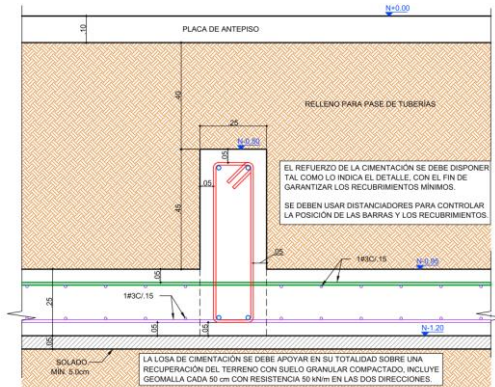 N+0.00
10
PLACA DE ANTEPISO
40
RELLENO PARA PASE DE TUBERÍAS
25
N-0.50
.05
.05
EL REFUERZO DE LA CIMENTACIÓN SE DEBE DISPONER
TAL COMO LO INDICA EL DETALLE, CON EL FIN DE
GARANTIZAR LOS RECUBRIMIENTOS MÍNIMOS.
SE DEBEN USAR DISTANCIADORES PARA CONTROLAR
LA POSICIÓN DE LAS BARRAS Y LOS RECUBRIMIENTOS.
45
.05
N-0.95
.05
1#3C/.15
1#3C/.15
25
.05
.05
N-1.20
.05
SOLADO
MÍN. 5.0cm
LA LOSA DE CIMENTACIÓN SE DEBE APOYAR EN SU TOTALIDAD SOBRE UNA
RECUPERACIÓN DEL TERRENO CON SUELO GRANULAR COMPACTADO, INCLUYE
GEOMALLA CADA 50 cm CON RESISTENCIA 50 kN/m EN LAS DOS DIRECCIONES.